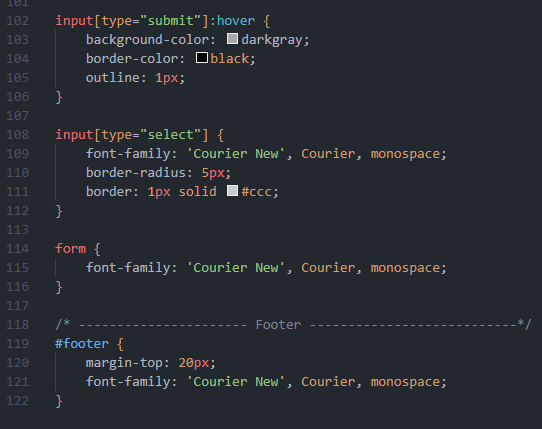 101
102 input[type="submit"]:hover {
103 background-color: darkgray;
104 border-color: black;
105 outline: 1px;
106 }
107
108 input[type="select"] {
109 font-family: 'Courier New', Courier, monospace;
110 border-radius: 5px;
111 border: 1px solid #ccc;
112 }
113
114 form {
115 font-family: 'Courier New', Courier, monospace;
116 }
117
118 /* ---------------------- Footer ---------------------------*/
119 #footer {
120 margin-top: 20px;
121 font-family: 'Courier New', Courier, monospace;
122 }